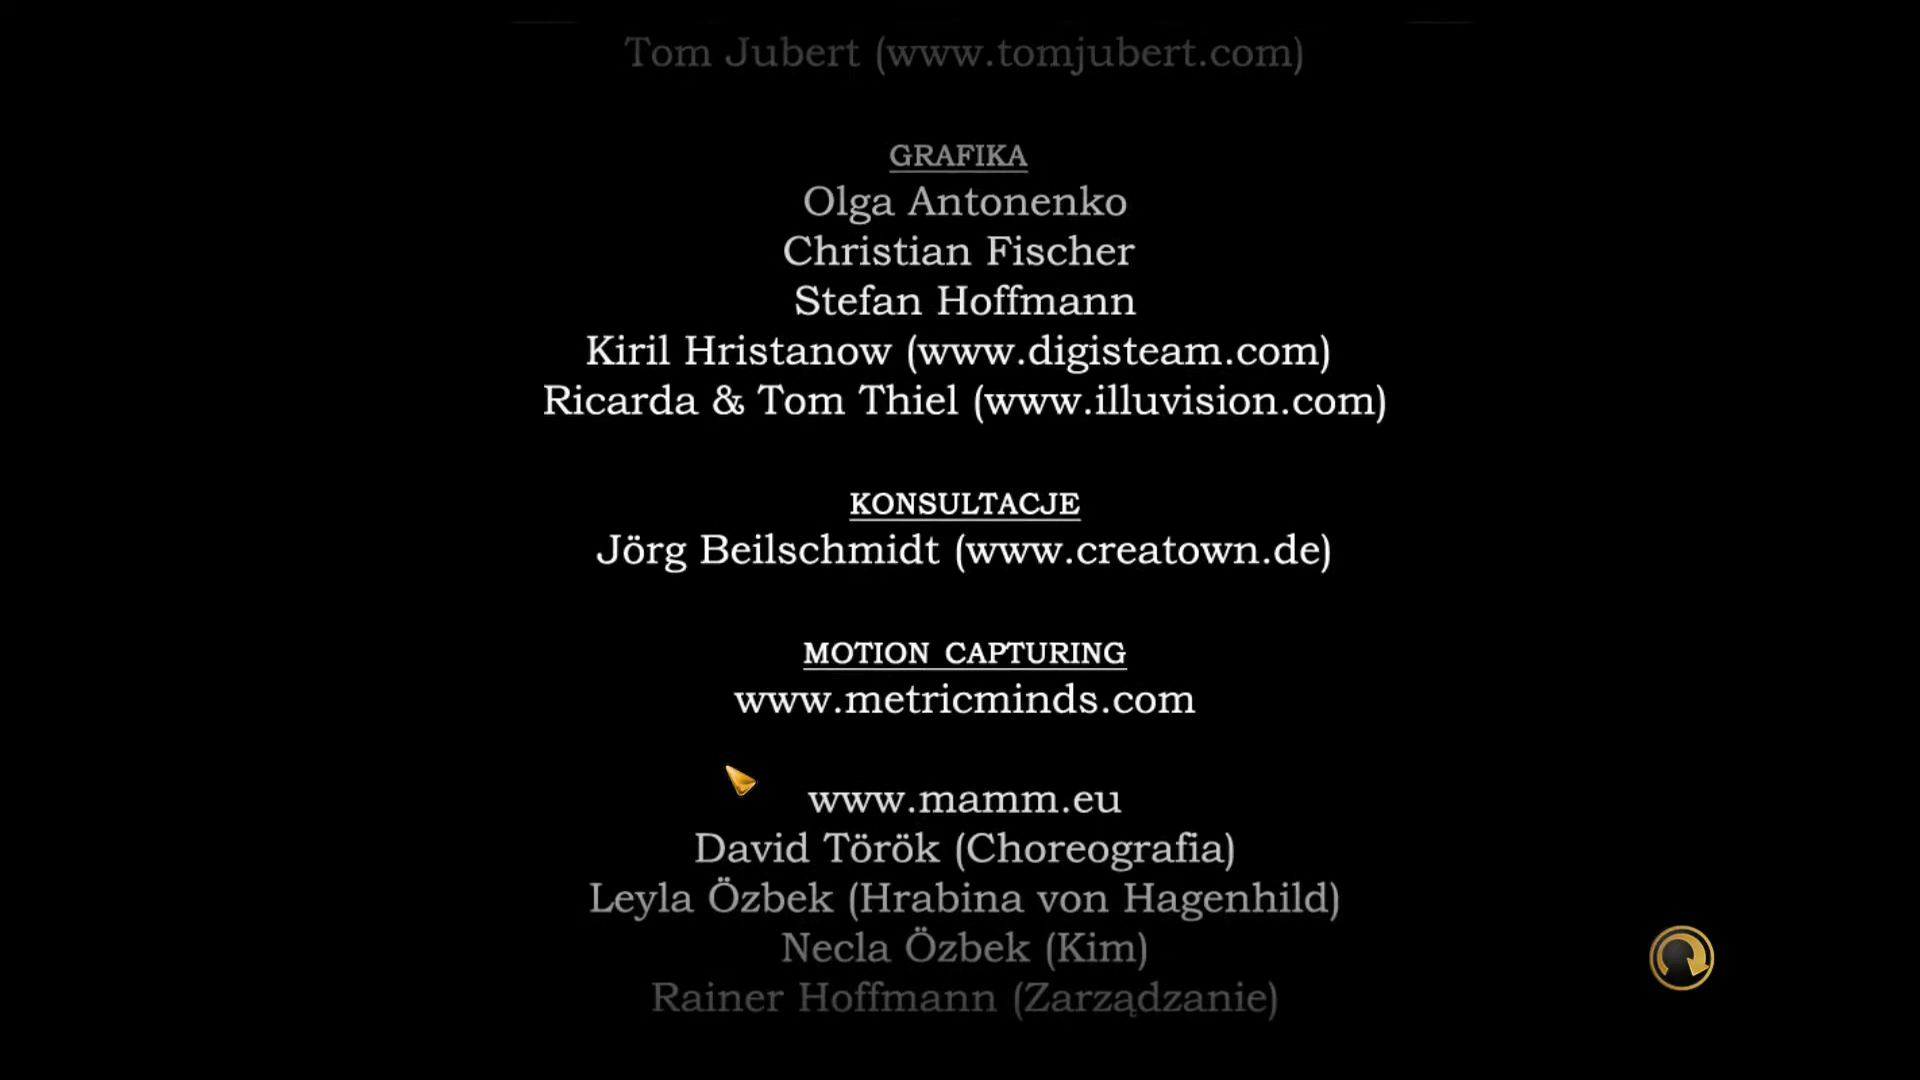 Tom Jubert (www.tomjubert.com)
GRAFIKA
Olga Antonenko
Christian Fischer
Stefan Hoffmann
Kiril Hristanow (www.digisteam.com)
Ricarda & Tom Thiel (www.illuvision.com)
KONSULTACJE
Jörg Beilschmidt (www.creatown.de)
MOTION CAPTURING
www.metricminds.com
www.mamm.eu
David Török (Choreografia)
Leyla Özbek (Hrabina von Hagenhild)
Necla Özbek (Kim)
Rainer Hoffmann (Zarządzanie)